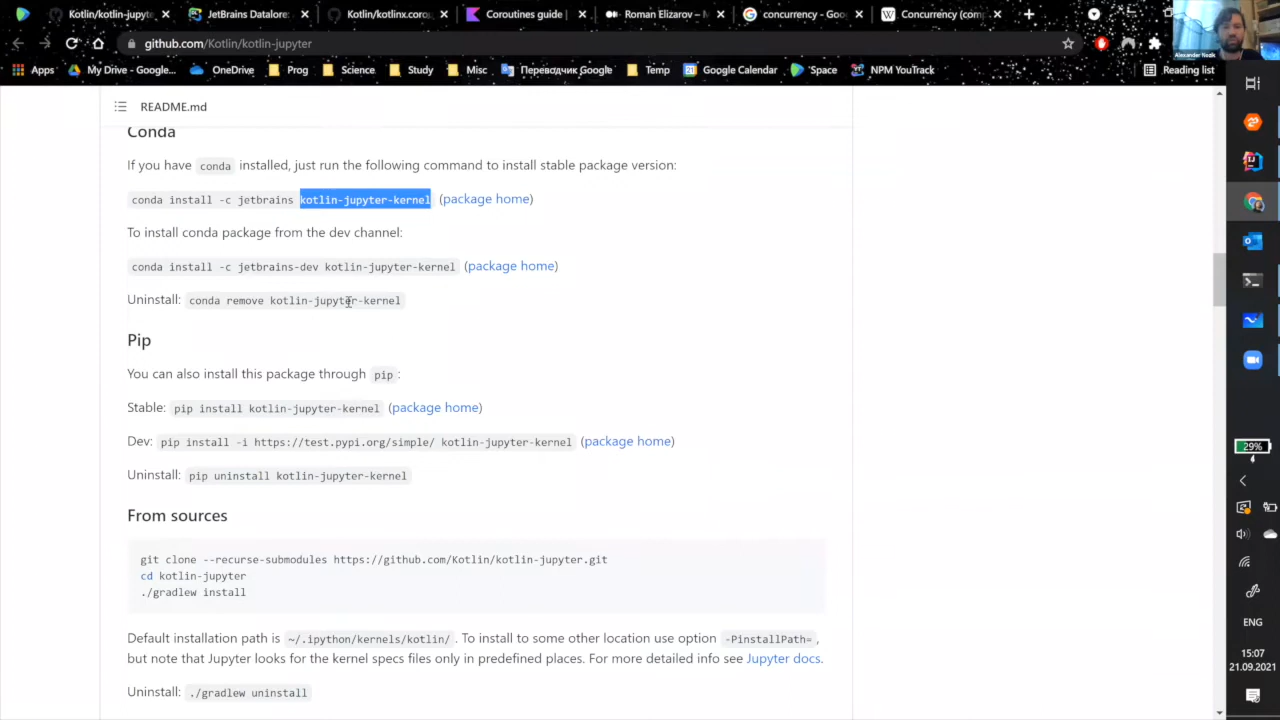 Kotlin/kotlin-jupyte
JetBrains Datalore:
Kotlin/kotlinx.coro
Coroutines guide
Roman Elizarov –
concurrency - Goo
Concurrency (com
github.com/Kotlin/kotlin-jupyter
Apps
My Drive - Google...
OneDrive
Prog
Science
Study
Misc
Переводчик Google
Temp
Google Calendar
Space
NPM YouTrack
Reading list
Alexander Nozik
README.md
Conda
If you have conda installed, just run the following command to install stable package version:
conda install -c jetbrains kotlin-jupyter-kernel (package home)
To install conda package from the dev channel:
conda install -c jetbrains-dev kotlin-jupyter-kernel (package home)
Uninstall: conda remove kotlin-jupyter-kernel
Pip
You can also install this package through pip :
Stable: pip install kotlin-jupyter-kernel (package home)
Dev: pip install -i https://test.pypi.org/simple/ kotlin-jupyter-kernel (package home)
Uninstall: pip uninstall kotlin-jupyter-kernel
From sources
git clone --recurse-submodules https://github.com/Kotlin/kotlin-jupyter.git
cd kotlin-jupyter
./gradlew install
Default installation path is ~/.ipython/kernels/kotlin/ . To install to some other location use option -PinstallPath= ,
but note that Jupyter looks for the kernel specs files only in predefined places. For more detailed info see Jupyter docs.
Uninstall: ./gradlew uninstall
29%
ENG
15:07
21.09.2021